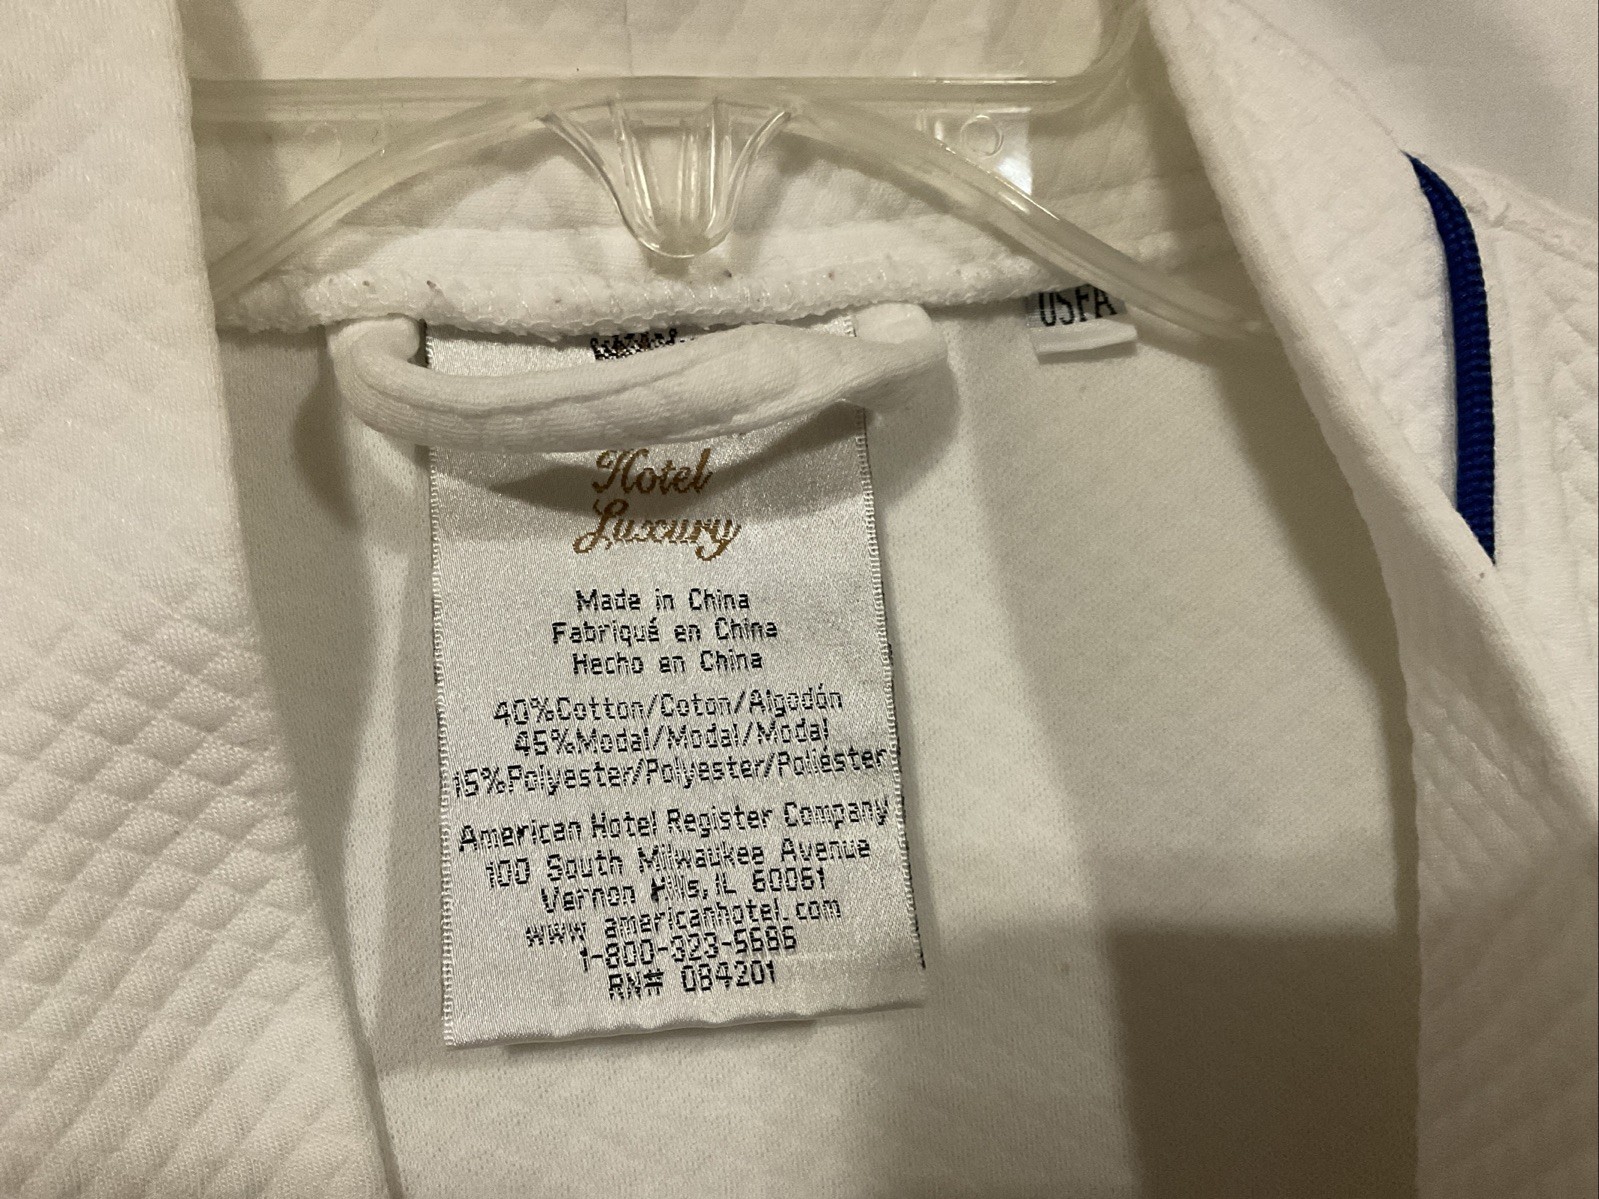 Hotel
Luxury
Made in China
Fabriqué en China
Hecho en China
40%Cotton/Coton/Algodón
45%Modal/Modal/Modal
15%Polyester/Polyester/Poliéster
American Hotel Register Company
100 South Milwaukee Avenue
Vernon Hills, IL 60061
www.americanhotel.com
1-800-323-5686
RN# 084201